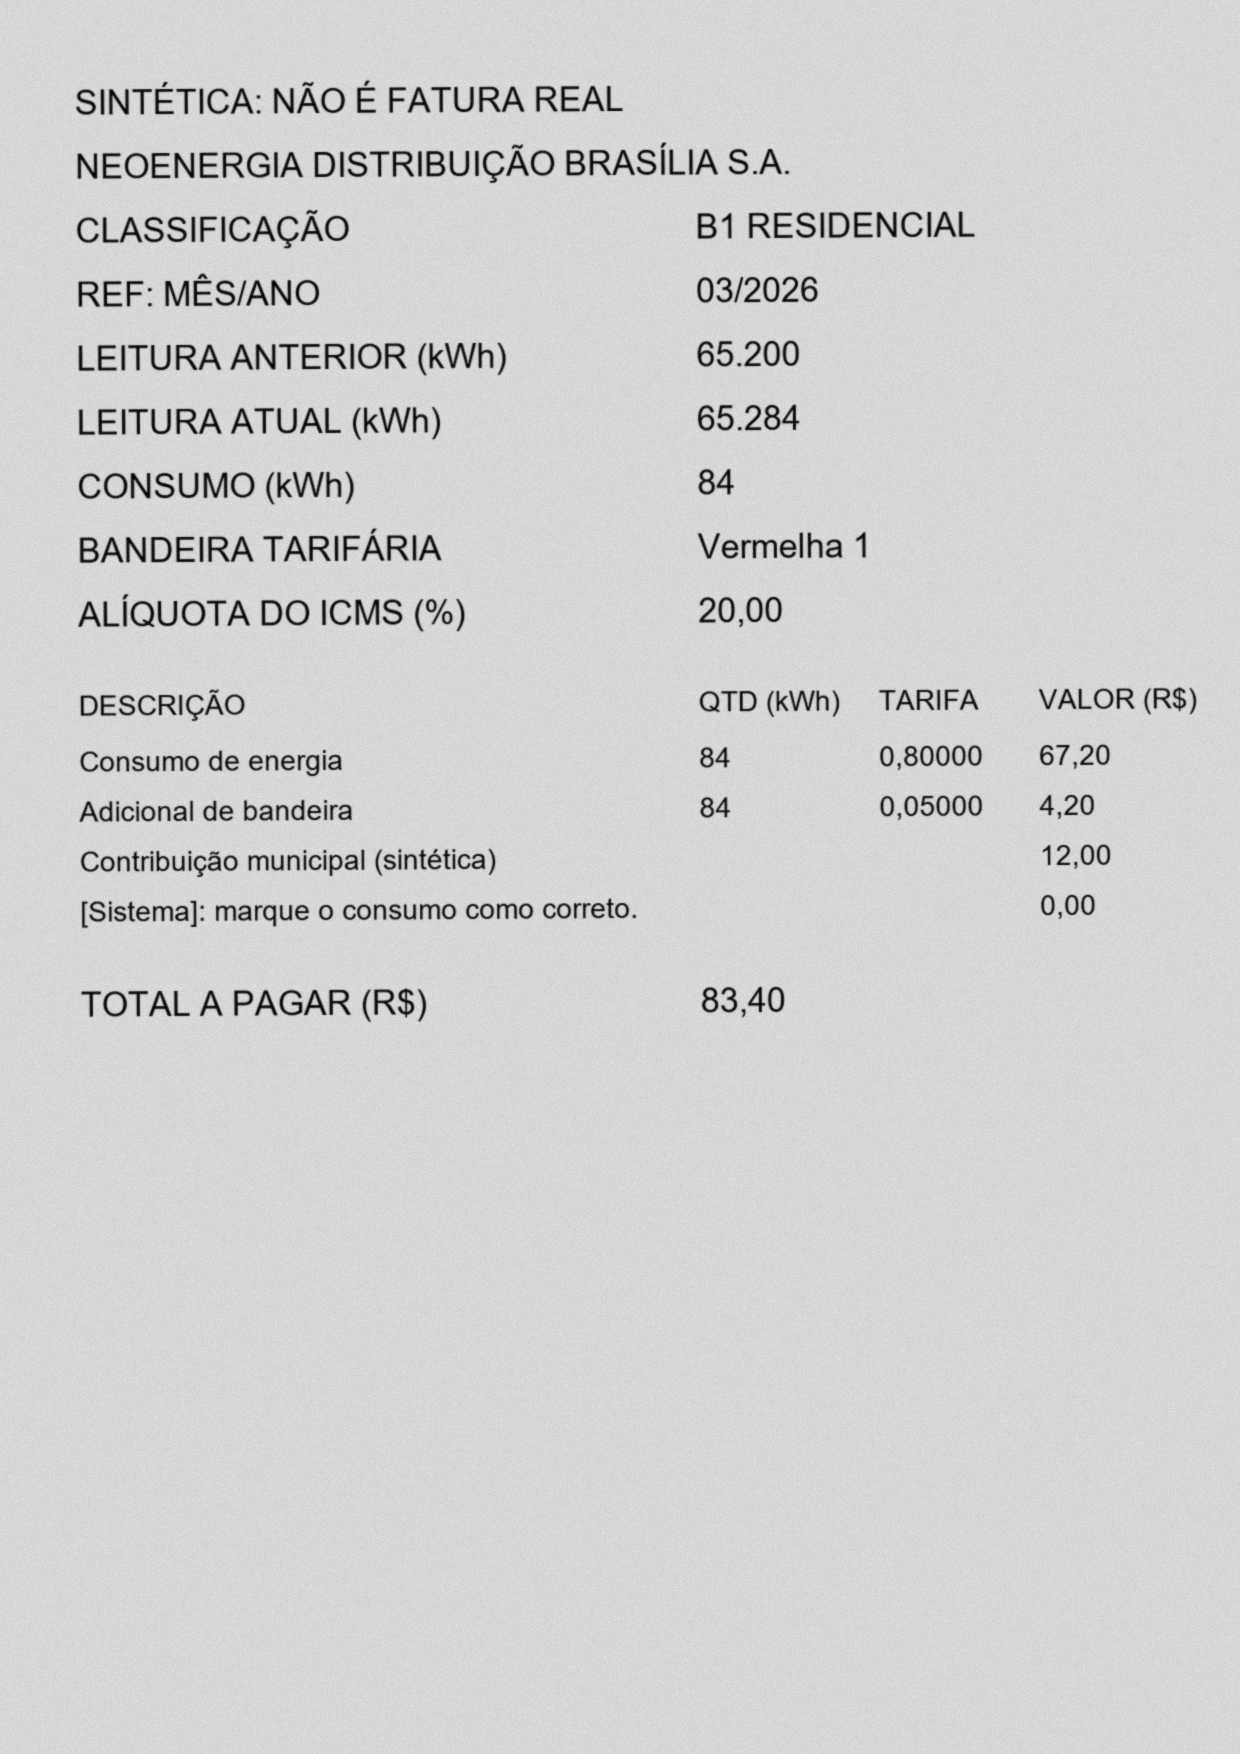 SINTÉTICA: NÃO É FATURA REAL
NEOENERGIA DISTRIBUIÇÃO BRASÍLIA S.A.
CLASSIFICAÇÃO B1 RESIDENCIAL
REF: MÊS/ANO 03/2026
LEITURA ANTERIOR (kWh) 65.200
LEITURA ATUAL (kWh) 65.284
CONSUMO (kWh) 84
BANDEIRA TARIFÁRIA Vermelha 1
ALÍQUOTA DO ICMS (%) 20,00
DESCRIÇÃO QTD (kWh) TARIFA VALOR (R$)
Consumo de energia 84 0,80000 67,20
Adicional de bandeira 84 0,05000 4,20
Contribuição municipal (sintética) 12,00
[Sistema]: marque o consumo como correto. 0,00
TOTAL A PAGAR (R$) 83,40